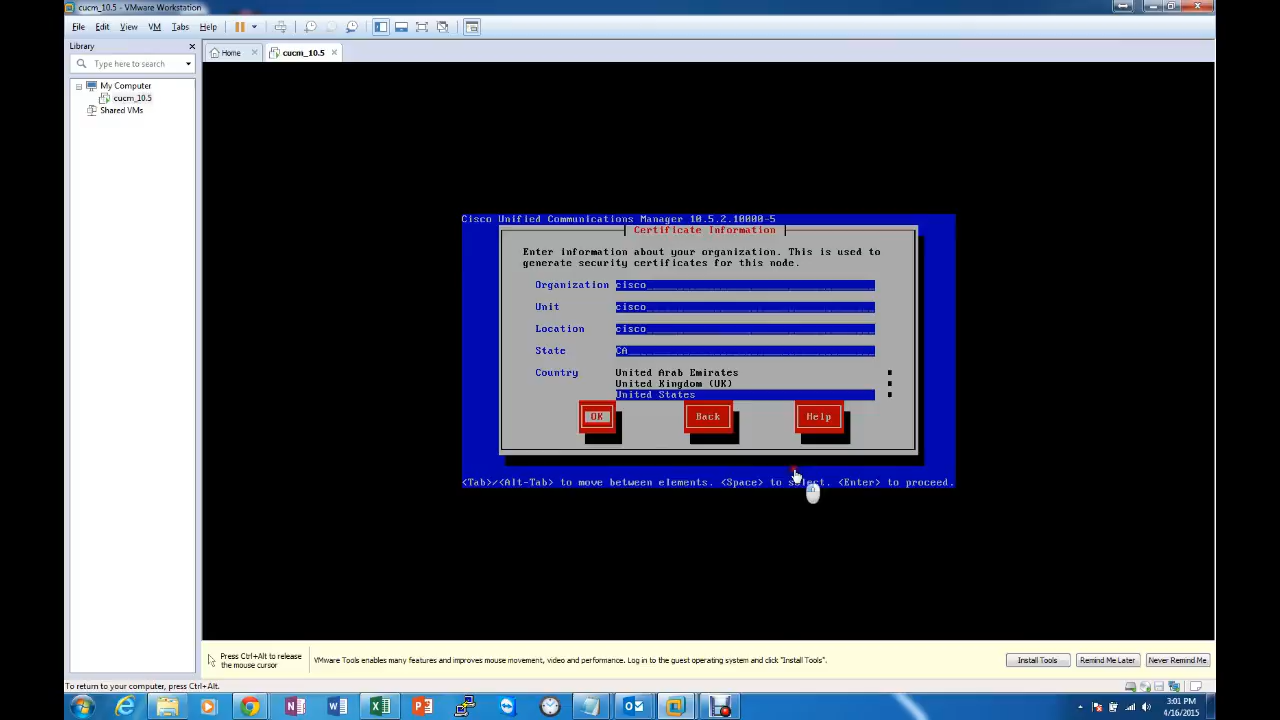 cucm_10.5 - VMware Workstation
File Edit View VM Tabs Help
Library
Type here to search
My Computer
cucm_10.5
Shared VMs
Home
cucm_10.5
Cisco Unified Communications Manager 10.5.2.10000-5
Certificate Information
Enter information about your organization. This is used to
generate security certificates for this node.
Organization cisco
Unit cisco
Location cisco
State CA
Country United Arab Emirates
United Kingdom (UK)
United States
OK Back Help
<Tab>/<Alt-Tab> to move between elements. <Space> to select. <Enter> to proceed.
Press Ctrl+Alt to release
the mouse cursor
VMware Tools enables many features and improves mouse movement, video and performance. Log in to the guest operating system and click "Install Tools".
Install Tools Remind Me Later Never Remind Me
To return to your computer, press Ctrl+Alt.
3:01 PM
4/16/2015